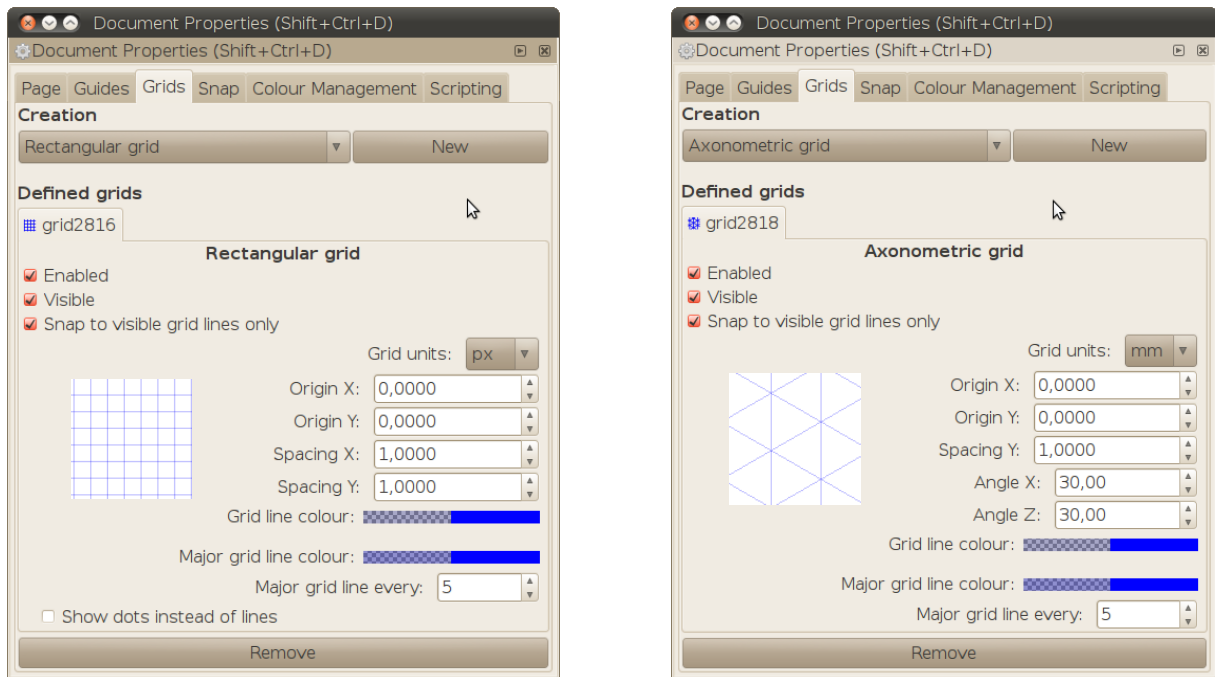 Document Properties (Shift+Ctrl+D)
Document Properties (Shift+Ctrl+D)
Page Guides Grids Snap Colour Management Scripting
Creation
Rectangular grid New
Defined grids
grid2816
Rectangular grid
Enabled
Visible
Snap to visible grid lines only
Grid units: px
Origin X: 0,0000
Origin Y: 0,0000
Spacing X: 1,0000
Spacing Y: 1,0000
Grid line colour:
Major grid line colour:
Major grid line every: 5
Show dots instead of lines
Remove
Document Properties (Shift+Ctrl+D)
Document Properties (Shift+Ctrl+D)
Page Guides Grids Snap Colour Management Scripting
Creation
Axonometric grid New
Defined grids
grid2818
Axonometric grid
Enabled
Visible
Snap to visible grid lines only
Grid units: mm
Origin X: 0,0000
Origin Y: 0,0000
Spacing Y: 1,0000
Angle X: 30,00
Angle Z: 30,00
Grid line colour:
Major grid line colour:
Major grid line every: 5
Remove